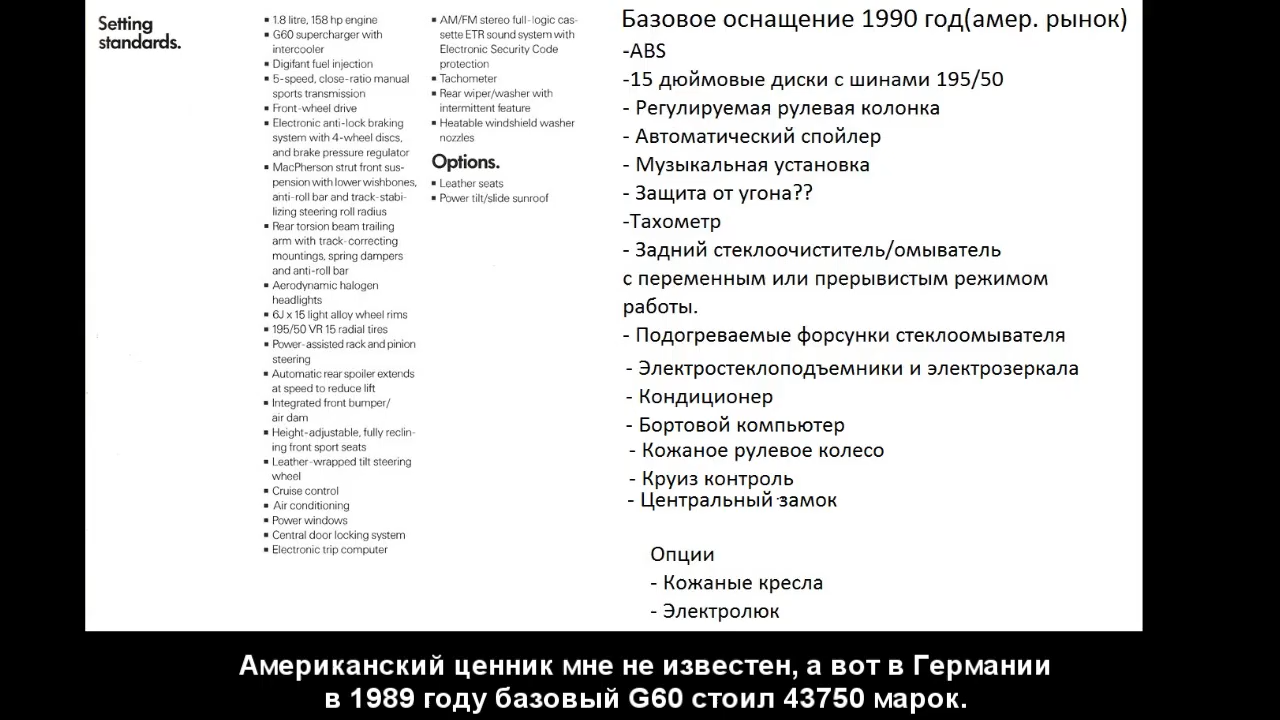 Setting
standards.
▪ 1.8 litre, 158 hp engine
▪ G60 supercharger with
intercooler
▪ Digifant fuel injection
▪ 5-speed, close-ratio manual
sports transmission
▪ Front-wheel drive
▪ Electronic anti-lock braking
system with 4-wheel discs,
and brake pressure regulator
▪ MacPherson strut front sus-
pension with lower wishbones,
anti-roll bar and track-stabi-
lizing steering roll radius
▪ Rear torsion beam trailing
arm with track-correcting
mountings, spring dampers
and anti-roll bar
▪ Aerodynamic halogen
headlights
▪ 6J x 15 light alloy wheel rims
▪ 195/50 VR 15 radial tires
▪ Power-assisted rack and pinion
steering
▪ Automatic rear spoiler extends
at speed to reduce lift
▪ Integrated front bumper/
air dam
▪ Height-adjustable, fully reclin-
ing front sport seats
▪ Leather-wrapped tilt steering
wheel
▪ Cruise control
▪ Air conditioning
▪ Power windows
▪ Central door locking system
▪ Electronic trip computer
▪ AM/FM stereo full-logic cas-
sette ETR sound system with
Electronic Security Code
protection
▪ Tachometer
▪ Rear wiper/washer with
intermittent feature
▪ Heatable windshield washer
nozzles
Options.
▪ Leather seats
▪ Power tilt/slide sunroof
Базовое оснащение 1990 год(амер. рынок)
-ABS
-15 дюймовые диски с шинами 195/50
- Регулируемая рулевая колонка
- Автоматический спойлер
- Музыкальная установка
- Защита от угона??
-Тахометр
- Задний стеклоочиститель/омыватель
с переменным или прерывистым режимом
работы.
- Подогреваемые форсунки стеклоомывателя
- Электростеклоподъемники и электрозеркала
- Кондиционер
- Бортовой компьютер
- Кожаное рулевое колесо
- Круиз контроль
- Центральный замок
Опции
- Кожаные кресла
- Электролюк
Американский ценник мне не известен, а вот в Германии
в 1989 году базовый G60 стоил 43750 марок.